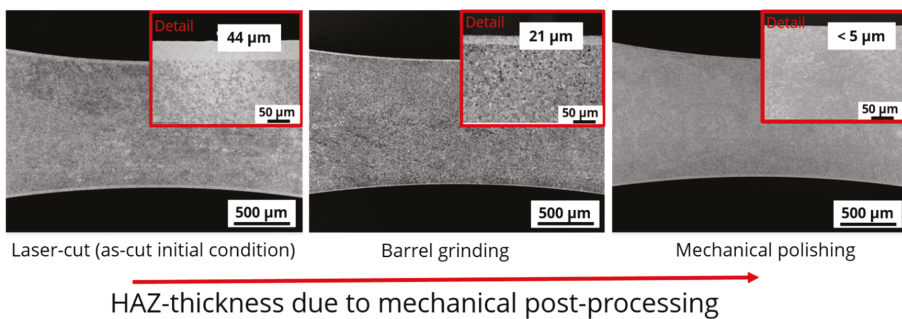 Detail
44 µm
50 µm
500 µm
Detail
21 µm
50 µm
500 µm
Detail
< 5 µm
50 µm
500 µm
Laser-cut (as-cut initial condition)
Barrel grinding
Mechanical polishing
HAZ-thickness due to mechanical post-processing